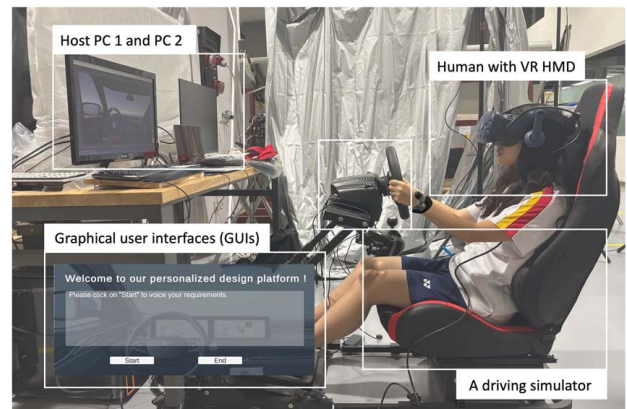 Host PC 1 and PC 2
Human with VR HMD
Graphical user interfaces (GUIs)
Welcome to our personalized design platform !
Please click on "Start" to voice your requirements.
Start
End
A driving simulator